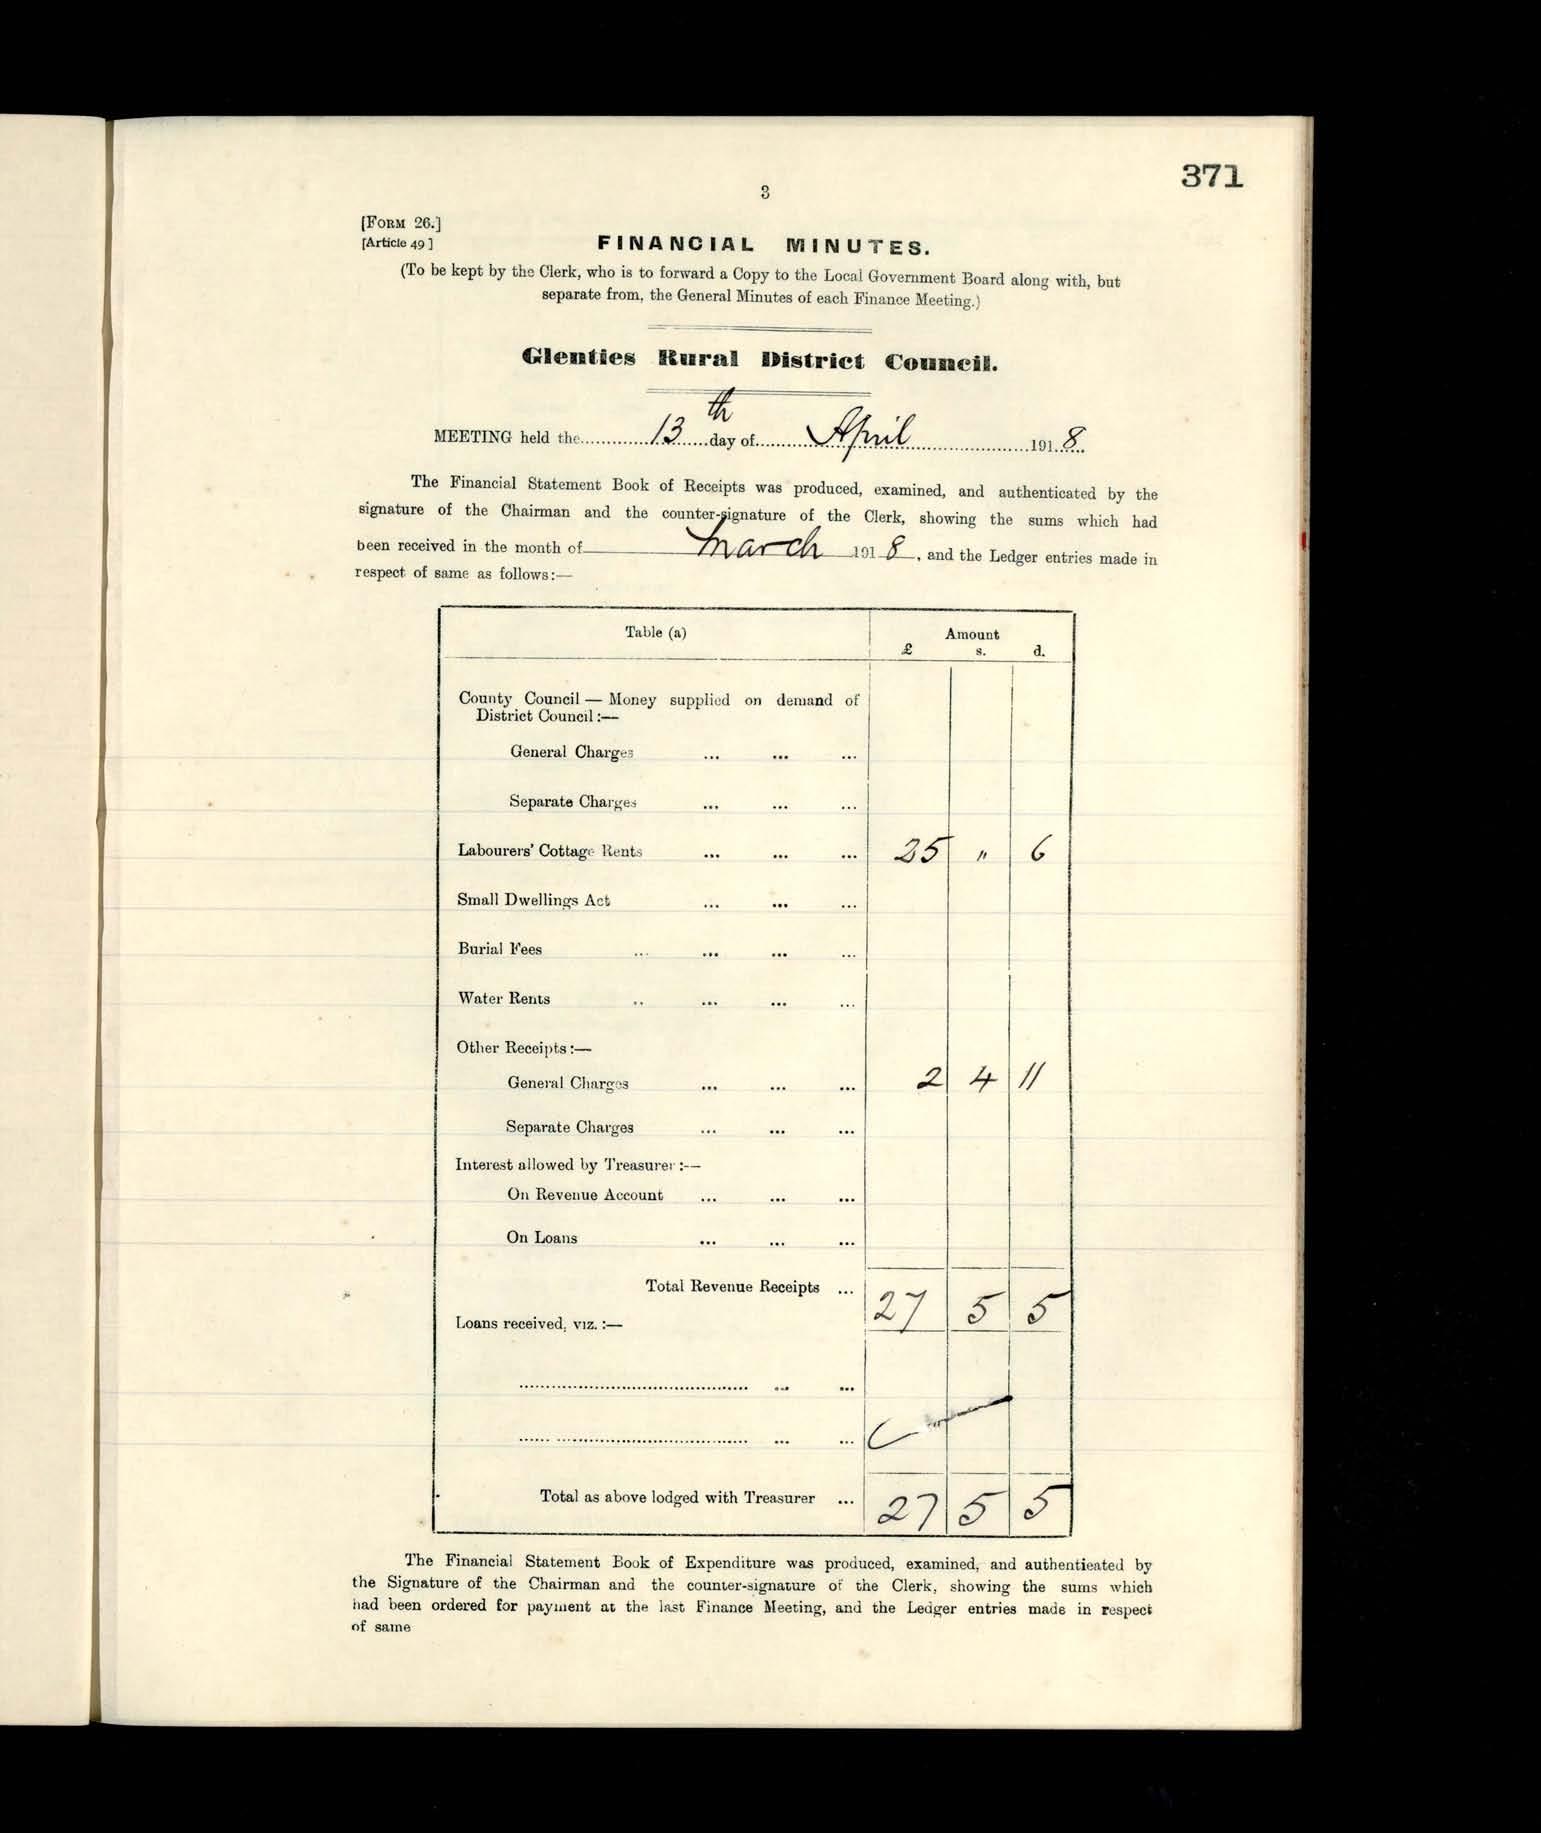 371
3
[FORM 26.]
[Article 49]
FINANCIAL MINUTES.
(To be kept by the Clerk, who is to forward a Copy to the Local Government Board along with, but
separate from, the General Minutes of each Finance Meeting.)
Glenties Rural District Council.
MEETING held the 13th day of April 1918
The Financial Statement Book of Receipts was produced, examined, and authenticated by the
signature of the Chairman and the counter-signature of the Clerk, showing the sums which had
been received in the month of March 1918, and the Ledger entries made in
respect of same as follows:—
Table (a) Amount
£ s. d.
County Council — Money supplied on demand of
District Council:—
General Charges ... ... ...
Separate Charges ... ... ...
Labourers' Cottage Rents ... ... ... 25 " 6
Small Dwellings Act ... ... ...
Burial Fees ... ... ... ...
Water Rents .. ... ... ...
Other Receipts:—
General Charges ... ... ... 2 4 11
Separate Charges ... ... ...
Interest allowed by Treasurer:—
On Revenue Account ... ... ...
On Loans ... ... ...
Total Revenue Receipts ... 27 5 5
Loans received, viz.:—
Total as above lodged with Treasurer ... 27 5 5
The Financial Statement Book of Expenditure was produced, examined, and authenticated by
the Signature of the Chairman and the counter-signature of the Clerk, showing the sums which
had been ordered for payment at the last Finance Meeting, and the Ledger entries made in respect
of same